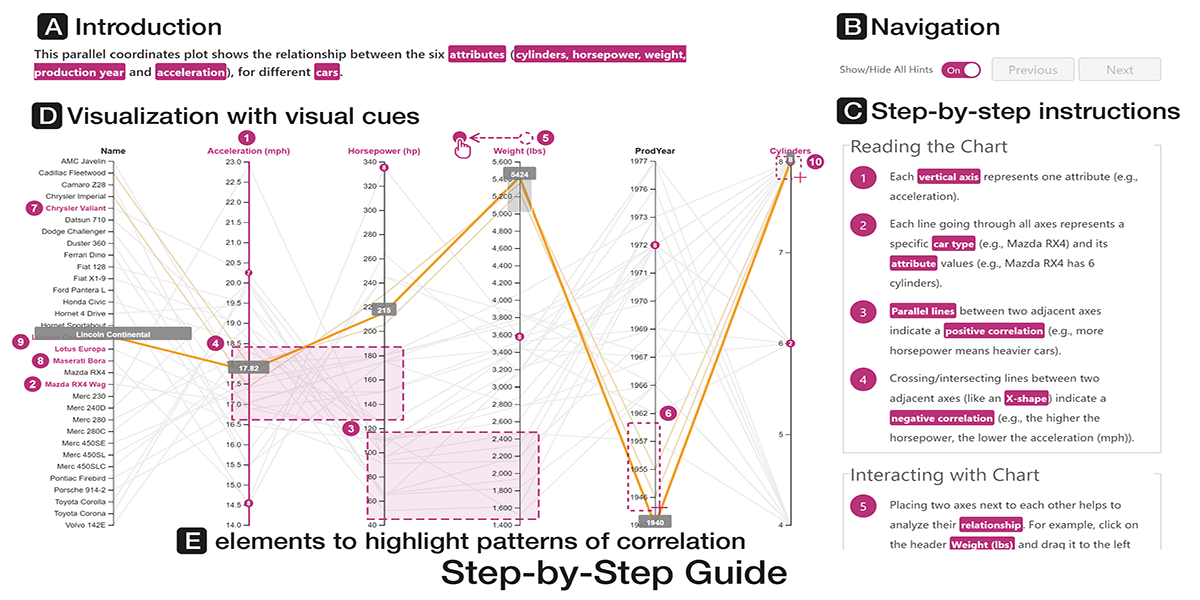 A Introduction
This parallel coordinates plot shows the relationship between the six attributes (cylinders, horsepower, weight,
production year and acceleration), for different cars.
B Navigation
Show/Hide All Hints On Previous Next
D Visualization with visual cues
1 5
Name Acceleration (mph) Horsepower (hp) Weight (lbs) ProdYear Cylinders
AMC Javelin
Cadillac Fleetwood
Camaro Z28
Chrysler Imperial
7 Chrysler Valiant
Datsun 710
Dodge Challenger
Duster 360
Ferrari Dino
Fiat 128
Fiat X1-9
Ford Pantera L
Honda Civic
Hornet 4 Drive
Hornet Sportabout
Lincoln Continental
9
Lotus Europa
8 Maserati Bora
Mazda RX4
2 Mazda RX4 Wag
Merc 230
Merc 240D
Merc 280
Merc 280C
Merc 450SE
Merc 450SL
Merc 450SLC
Pontiac Firebird
Porsche 914-2
Toyota Corolla
Toyota Corona
Volvo 142E
23.0
22.5
22.0
21.5
21.0
20.5
7
20.0
19.5
19.0
18.5
4
17.82
17.5
17.0
16.5
16.0
15.5
15.0
14.5
14.0
340
8
320
300
280
260
240
220
215
200
180
160
140
120
3
100
80
60
40
5,600
5,400
5424
5,200
5,000
4,800
4,600
4,400
4,200
4,000
3,800
3,600
3,400
3,200
3,000
2,800
2,600
2,400
2,200
2,000
1,800
1,600
1,400
1977
1976
1973
1972
8
1971
1970
1969
1967
1966
1962
6
1957
1955
1946
1940
8
10
7
6
2
5
4
C Step-by-step instructions
Reading the Chart
1 Each vertical axis represents one attribute (e.g.,
acceleration).
2 Each line going through all axes represents a
specific car type (e.g., Mazda RX4) and its
attribute values (e.g., Mazda RX4 has 6
cylinders).
3 Parallel lines between two adjacent axes
indicate a positive correlation (e.g., more
horsepower means heavier cars).
4 Crossing/intersecting lines between two
adjacent axes (like an X-shape) indicate a
negative correlation (e.g., the higher the
horsepower, the lower the acceleration (mph)).
Interacting with Chart
5 Placing two axes next to each other helps to
analyze their relationship. For example, click on
the header Weight (lbs) and drag it to the left
E elements to highlight patterns of correlation
Step-by-Step Guide